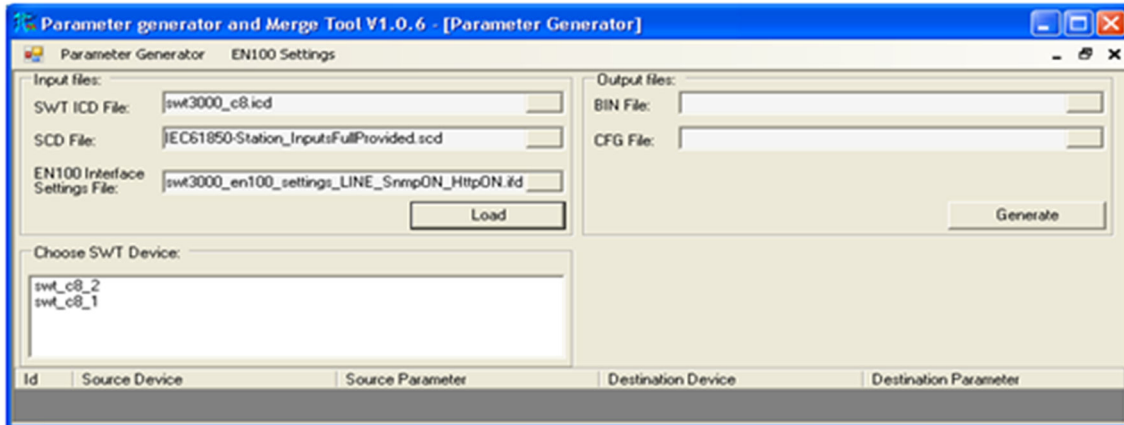 Parameter generator and Merge Tool V1.0.6 - [Parameter Generator]
Parameter Generator EN100 Settings
Input files:
SWT ICD File: swt3000_c8.icd
SCD File: IEC61850-Station_InputsFullProvided.scd
EN100 Interface
Settings File: swt3000_en100_settings_LINE_SnmpON_HttpON.ifd
Load
Output files:
BIN File:
CFG File:
Generate
Choose SWT Device:
swt_c8_2
swt_c8_1
Id Source Device Source Parameter Destination Device Destination Parameter